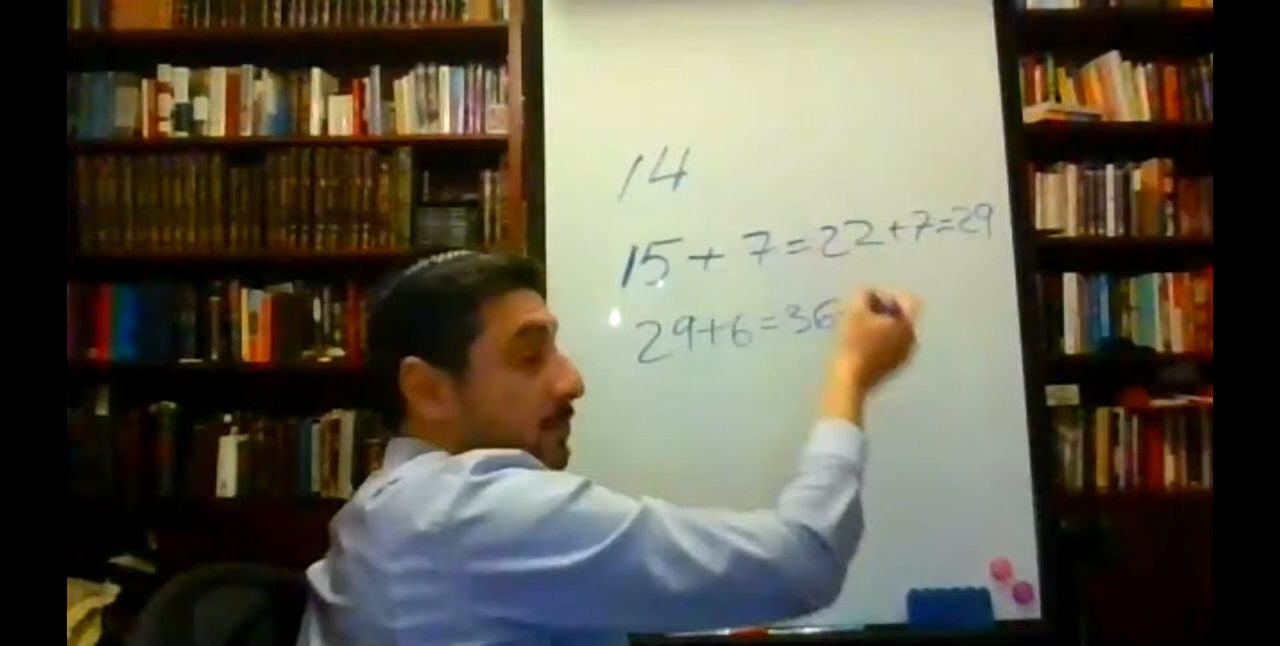 14
15 + 7 = 22 + 7 = 29
29 + 6 = 36